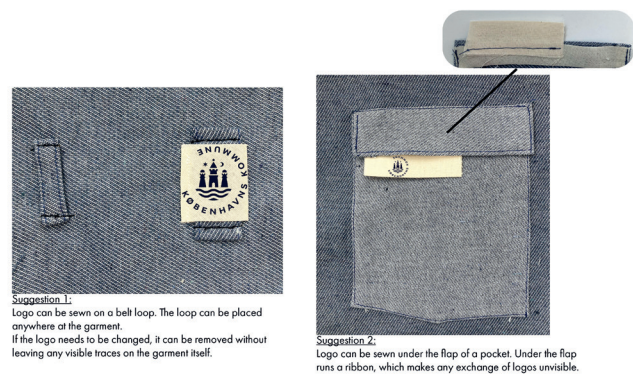 KØBENHAVNS KOMMUNE
Suggestion 1:
Logo can be sewn on a belt loop. The loop can be placed
anywhere at the garment.
If the logo needs to be changed, it can be removed without
leaving any visible traces on the garment itself.
Suggestion 2:
Logo can be sewn under the flap of a pocket. Under the flap
runs a ribbon, which makes any exchange of logos unvisible.